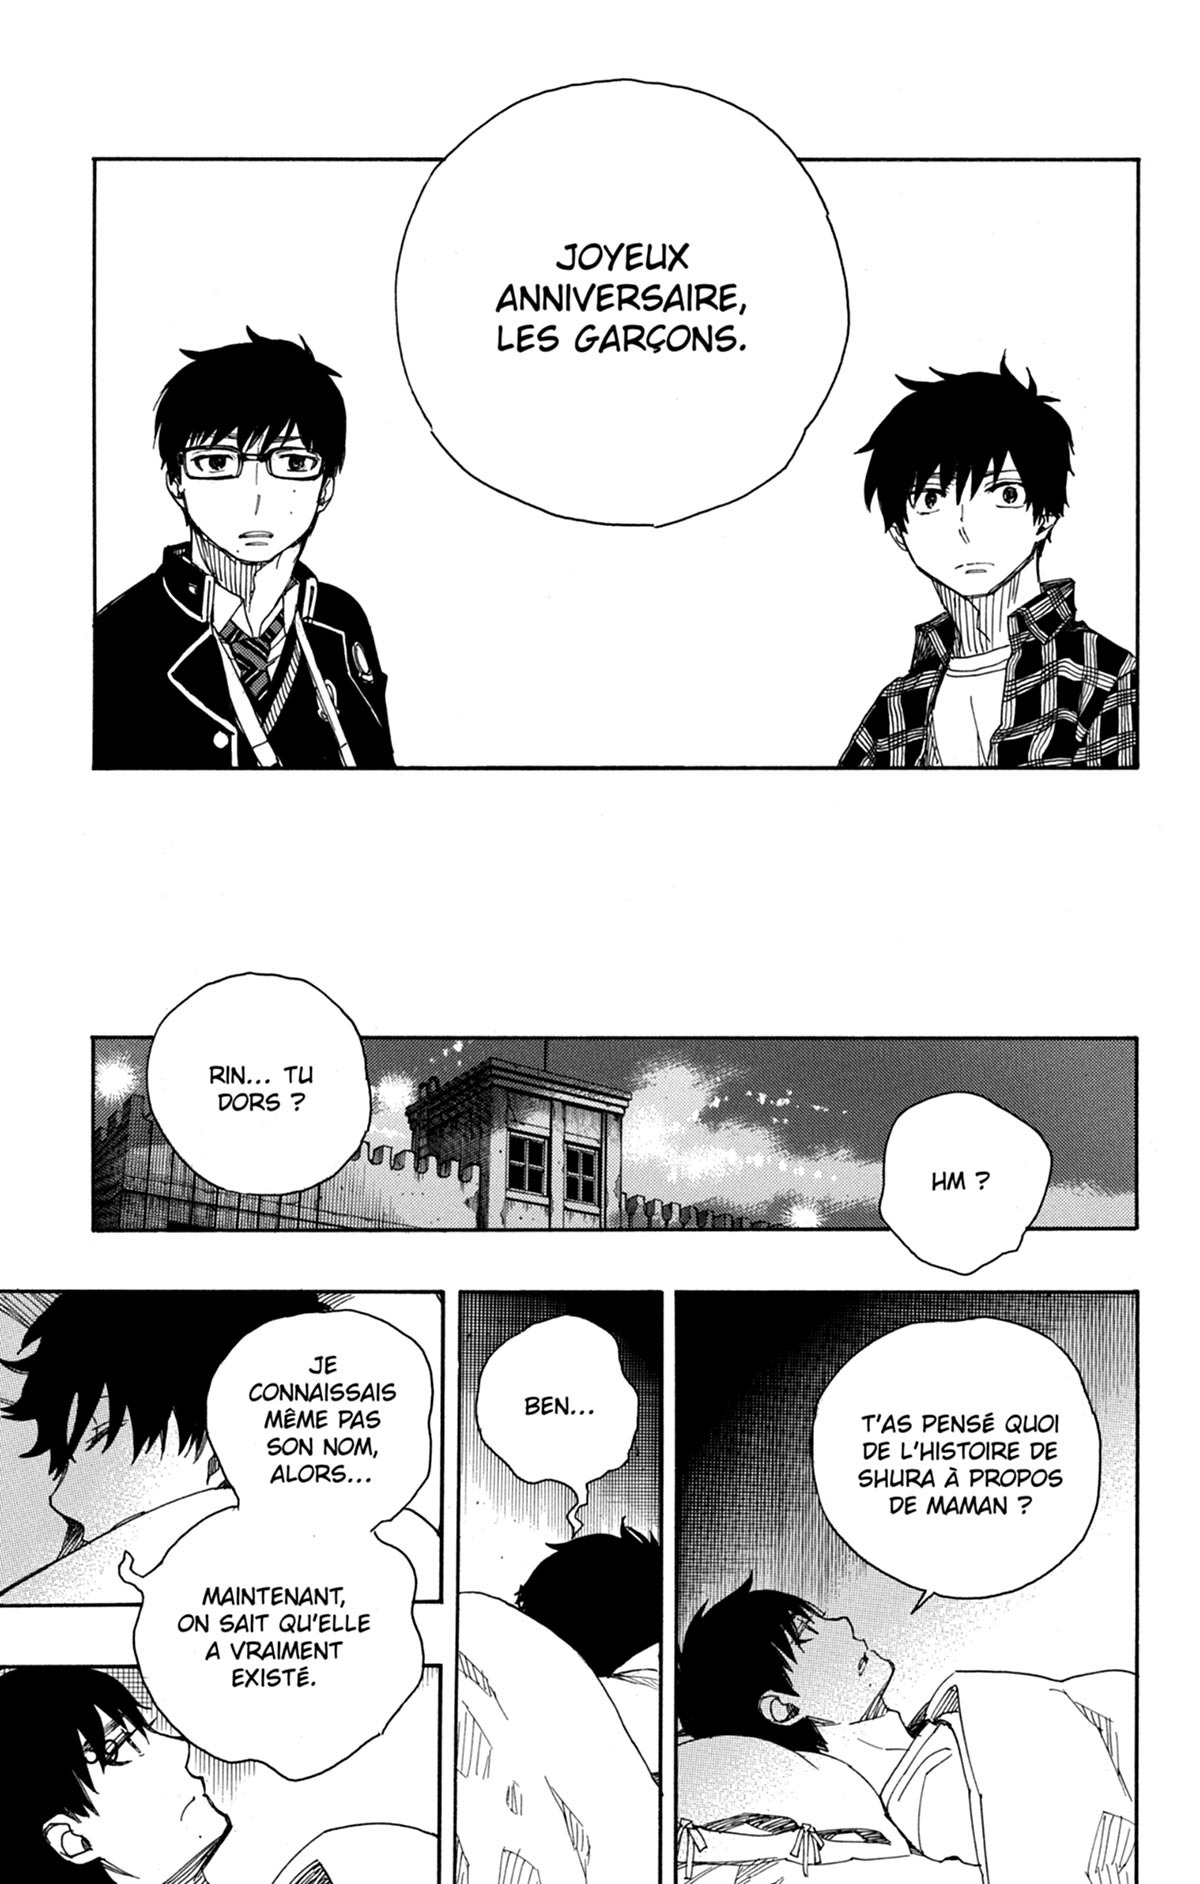 JOYEUX
ANNIVERSAIRE,
LES GARÇONS.
RIN... TU
DORS ?
HM ?
T'AS PENSÉ QUOI
DE L'HISTOIRE DE
SHURA À PROPOS
DE MAMAN ?
BEN...
JE
CONNAISSAIS
MÊME PAS
SON NOM,
ALORS...
MAINTENANT,
ON SAIT QU'ELLE
A VRAIMENT
EXISTÉ.